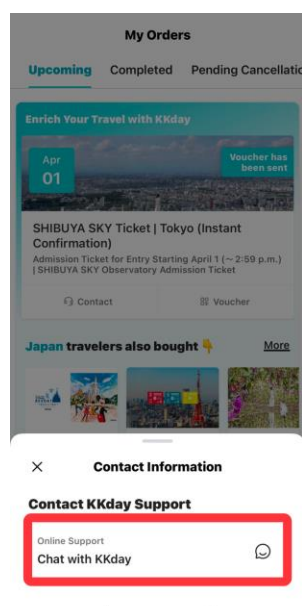 My Orders
Upcoming Completed Pending Cancellatic
Enrich Your Travel with KKday
Apr
01
Voucher has
been sent
SHIBUYA SKY Ticket | Tokyo (Instant
Confirmation)
Admission Ticket for Entry Starting April 1 (~ 2:59 p.m.)
| SHIBUYA SKY Observatory Admission Ticket
Contact Voucher
Japan travelers also bought 👇 More
Contact Information
Contact KKday Support
Online Support
Chat with KKday